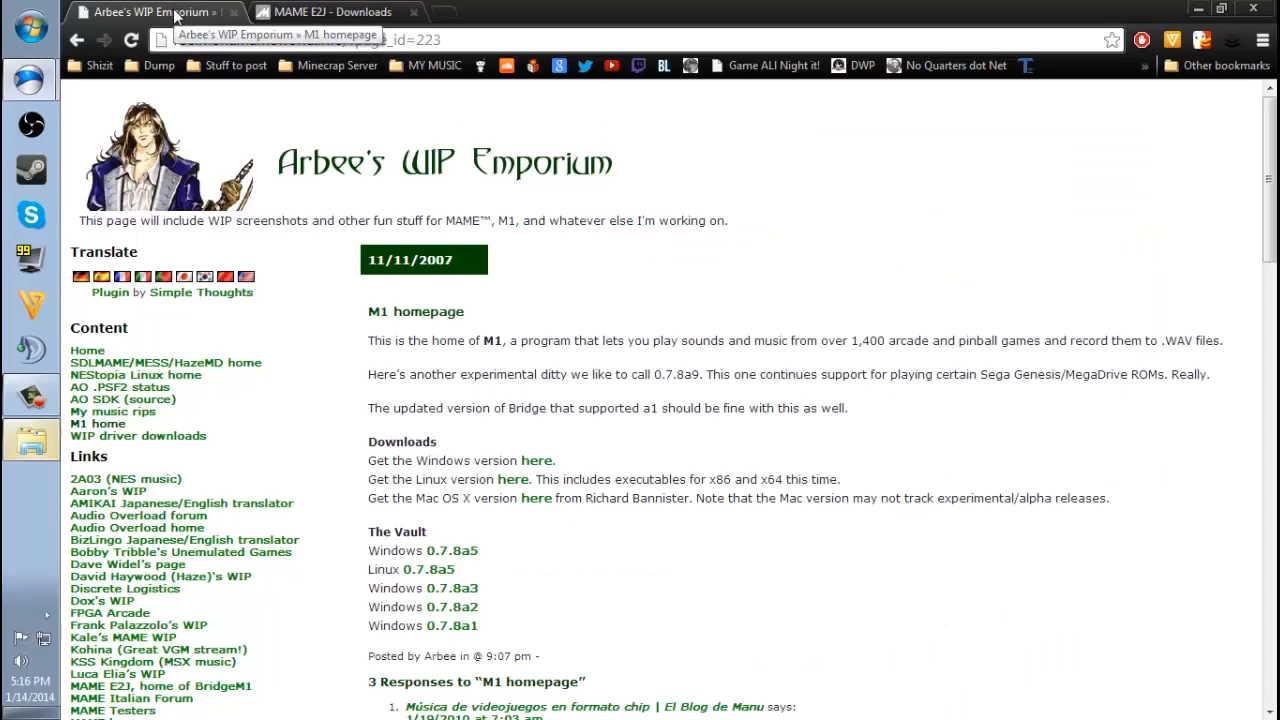 Arbee's WIP Emporium »
MAME E2J - Downloads
Arbee's WIP Emporium » M1 homepage
page_id=223
Shizit
Dump
Stuff to post
Minecrap Server
MY MUSIC
BL
Game ALI Night it!
DWP
No Quarters dot Net
»
Other bookmarks
Arbee's WIP Emporium
This page will include WIP screenshots and other fun stuff for MAME™, M1, and whatever else I'm working on.
Translate
Plugin by Simple Thoughts
Content
Home
SDLMAME/MESS/HazeMD home
NEStopia Linux home
AO .PSF2 status
AO SDK (source)
My music rips
M1 home
WIP driver downloads
Links
2A03 (NES music)
Aaron's WIP
AMIKAI Japanese/English translator
Audio Overload forum
Audio Overload home
BizLingo Japanese/English translator
Bobby Tribble's Unemulated Games
Dave Widel's page
David Haywood (Haze)'s WIP
Discrete Logistics
Dox's WIP
FPGA Arcade
Frank Palazzolo's WIP
Kale's MAME WIP
Kohina (Great VGM stream!)
KSS Kingdom (MSX music)
Luca Elia's WIP
MAME E2J, home of BridgeM1
MAME Italian Forum
MAME Testers
11/11/2007
M1 homepage
This is the home of M1, a program that lets you play sounds and music from over 1,400 arcade and pinball games and record them to .WAV files.
Here's another experimental ditty we like to call 0.7.8a9. This one continues support for playing certain Sega Genesis/MegaDrive ROMs. Really.
The updated version of Bridge that supported a1 should be fine with this as well.
Downloads
Get the Windows version here.
Get the Linux version here. This includes executables for x86 and x64 this time.
Get the Mac OS X version here from Richard Bannister. Note that the Mac version may not track experimental/alpha releases.
The Vault
Windows 0.7.8a5
Linux 0.7.8a5
Windows 0.7.8a3
Windows 0.7.8a2
Windows 0.7.8a1
Posted by Arbee in @ 9:07 pm -
3 Responses to “M1 homepage”
1. Música de videojuegos en formato chip | El Blog de Manu says:
1/19/2010 at 7:03 am
99
5:16 PM
1/14/2014